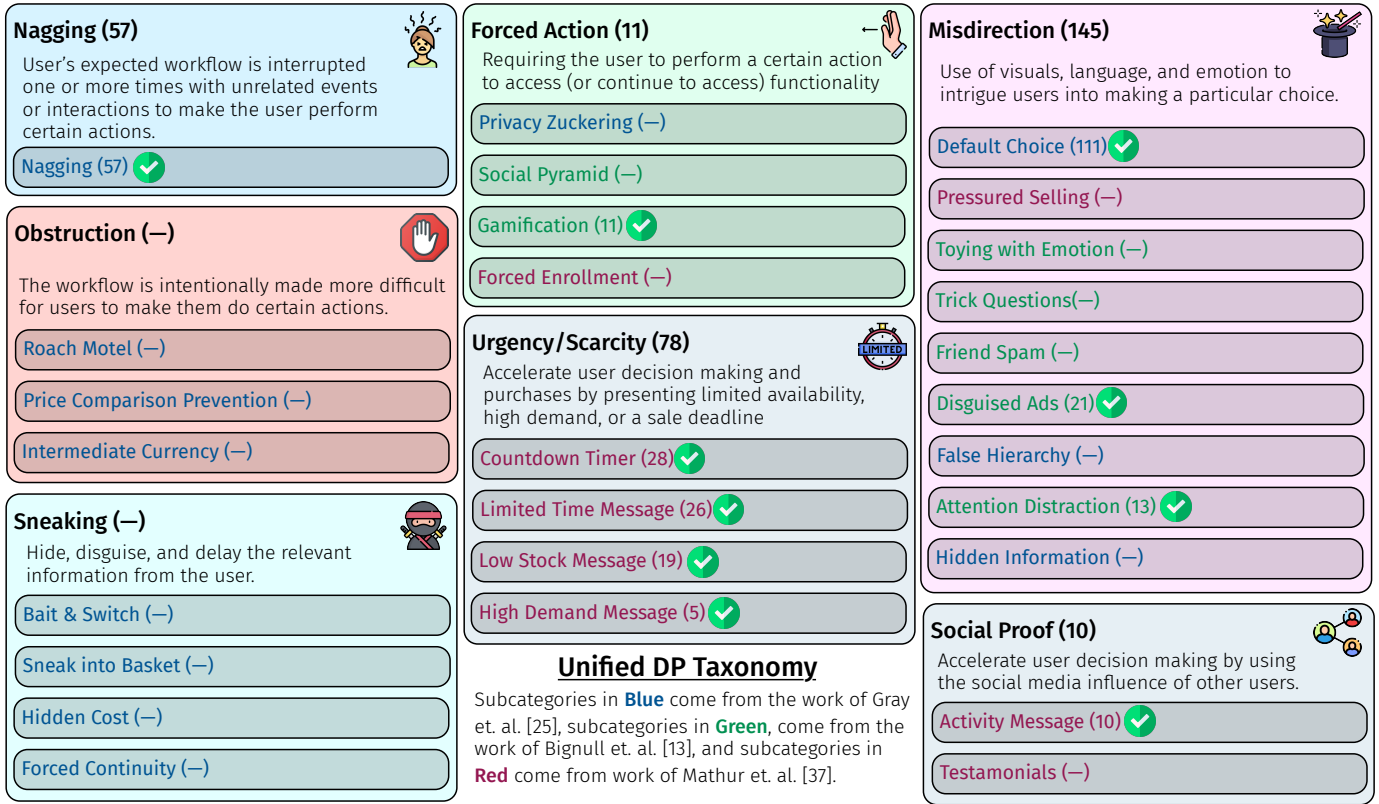 Nagging (57)
User's expected workflow is interrupted
one or more times with unrelated events
or interactions to make the user perform
certain actions.
Nagging (57)
Obstruction (—)
The workflow is intentionally made more difficult
for users to make them do certain actions.
Roach Motel (—)
Price Comparison Prevention (—)
Intermediate Currency (—)
Sneaking (—)
Hide, disguise, and delay the relevant
information from the user.
Bait & Switch (—)
Sneak into Basket (—)
Hidden Cost (—)
Forced Continuity (—)
Forced Action (11)
Requiring the user to perform a certain action
to access (or continue to access) functionality
Privacy Zuckering (—)
Social Pyramid (—)
Gamification (11)
Forced Enrollment (—)
Urgency/Scarcity (78)
LIMITED
Accelerate user decision making and
purchases by presenting limited availability,
high demand, or a sale deadline
Countdown Timer (28)
Limited Time Message (26)
Low Stock Message (19)
High Demand Message (5)
Unified DP Taxonomy
Subcategories in Blue come from the work of Gray
et. al. [25], subcategories in Green, come from the
work of Bignull et. al. [13], and subcategories in
Red come from work of Mathur et. al. [37].
Misdirection (145)
Use of visuals, language, and emotion to
intrigue users into making a particular choice.
Default Choice (111)
Pressured Selling (—)
Toying with Emotion (—)
Trick Questions(—)
Friend Spam (—)
Disguised Ads (21)
False Hierarchy (—)
Attention Distraction (13)
Hidden Information (—)
Social Proof (10)
Accelerate user decision making by using
the social media influence of other users.
Activity Message (10)
Testamonials (—)